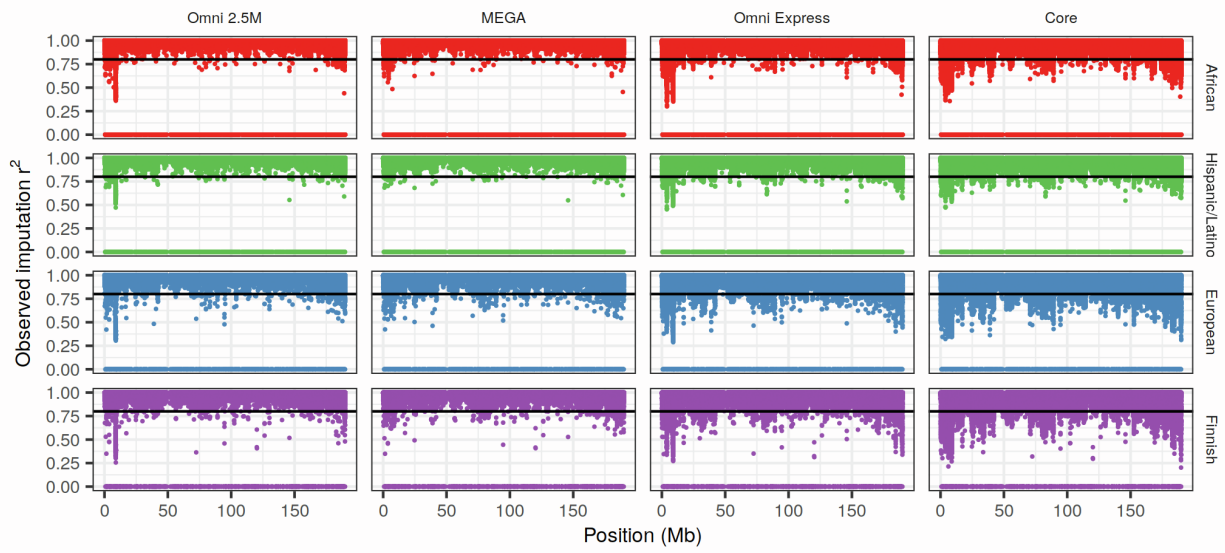 Omni 2.5M MEGA Omni Express Core
Observed imputation r²
1.00
0.75
0.50
0.25
0.00
African
1.00
0.75
0.50
0.25
0.00
Hispanic/Latino
1.00
0.75
0.50
0.25
0.00
European
1.00
0.75
0.50
0.25
0.00
Finnish
0 50 100 150 0 50 100 150 0 50 100 150 0 50 100 150
Position (Mb)